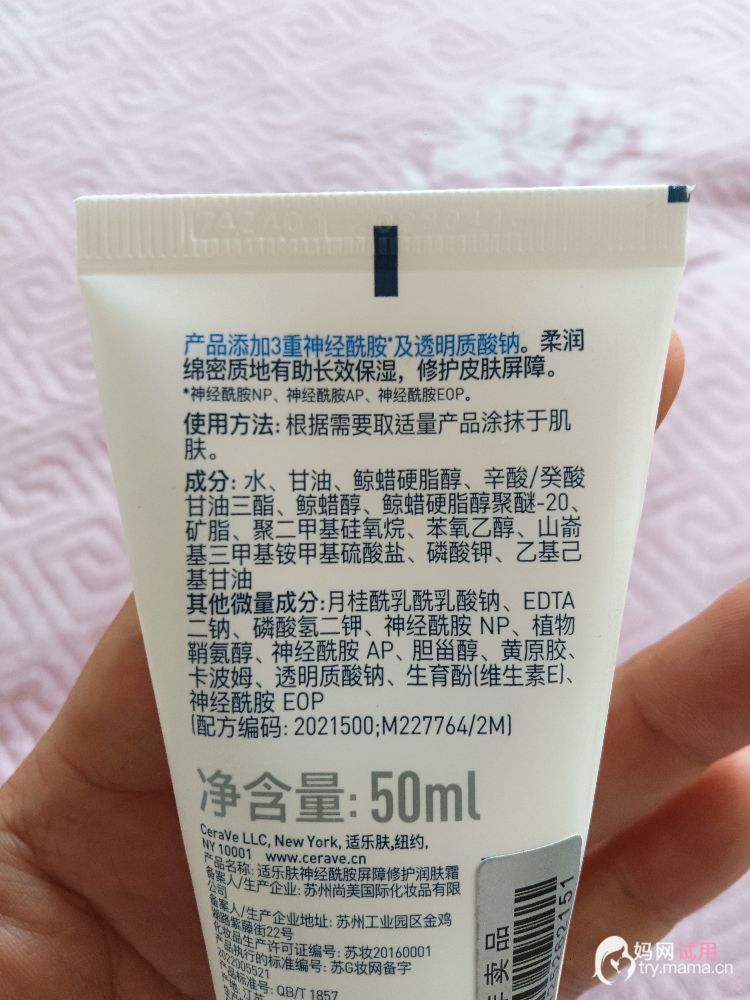 742401
产品添加3重神经酰胺*及透明质酸钠。柔润
绵密质地有助长效保湿，修护皮肤屏障。
*神经酰胺NP、神经酰胺AP、神经酰胺EOP。
使用方法：根据需要取适量产品涂抹于肌
肤。
成分：水、甘油、鲸蜡硬脂醇、辛酸/癸酸
甘油三酯、鲸蜡醇、鲸蜡硬脂醇聚醚-20、
矿脂、聚二甲基硅氧烷、苯氧乙醇、山嵛
基三甲基铵甲基硫酸盐、磷酸钾、乙基己
基甘油
其他微量成分：月桂酰乳酰乳酸钠、EDTA
二钠、磷酸氢二钾、神经酰胺 NP、植物
鞘氨醇、神经酰胺 AP、胆甾醇、黄原胶、
卡波姆、透明质酸钠、生育酚(维生素E)、
神经酰胺 EOP
(配方编码: 2021500;M227764/2M)
净含量: 50ml
CeraVe LLC, New York, 适乐肤,纽约,
NY 10001 www.cerave.cn
产品名称: 适乐肤神经酰胺屏障修护润肤霜
备案人/生产企业: 苏州尚美国际化妆品有限
公司
备案人/生产企业地址: 苏州工业园区金鸡
湖路紫藤街22号
化妆品生产许可证编号: 苏妆20160001
产品执行的标准编号: 苏G妆网备字
2022005521
产品标准号: QB/T 1857
产地: 江苏
卖品
妈网试用
try.mama.cn